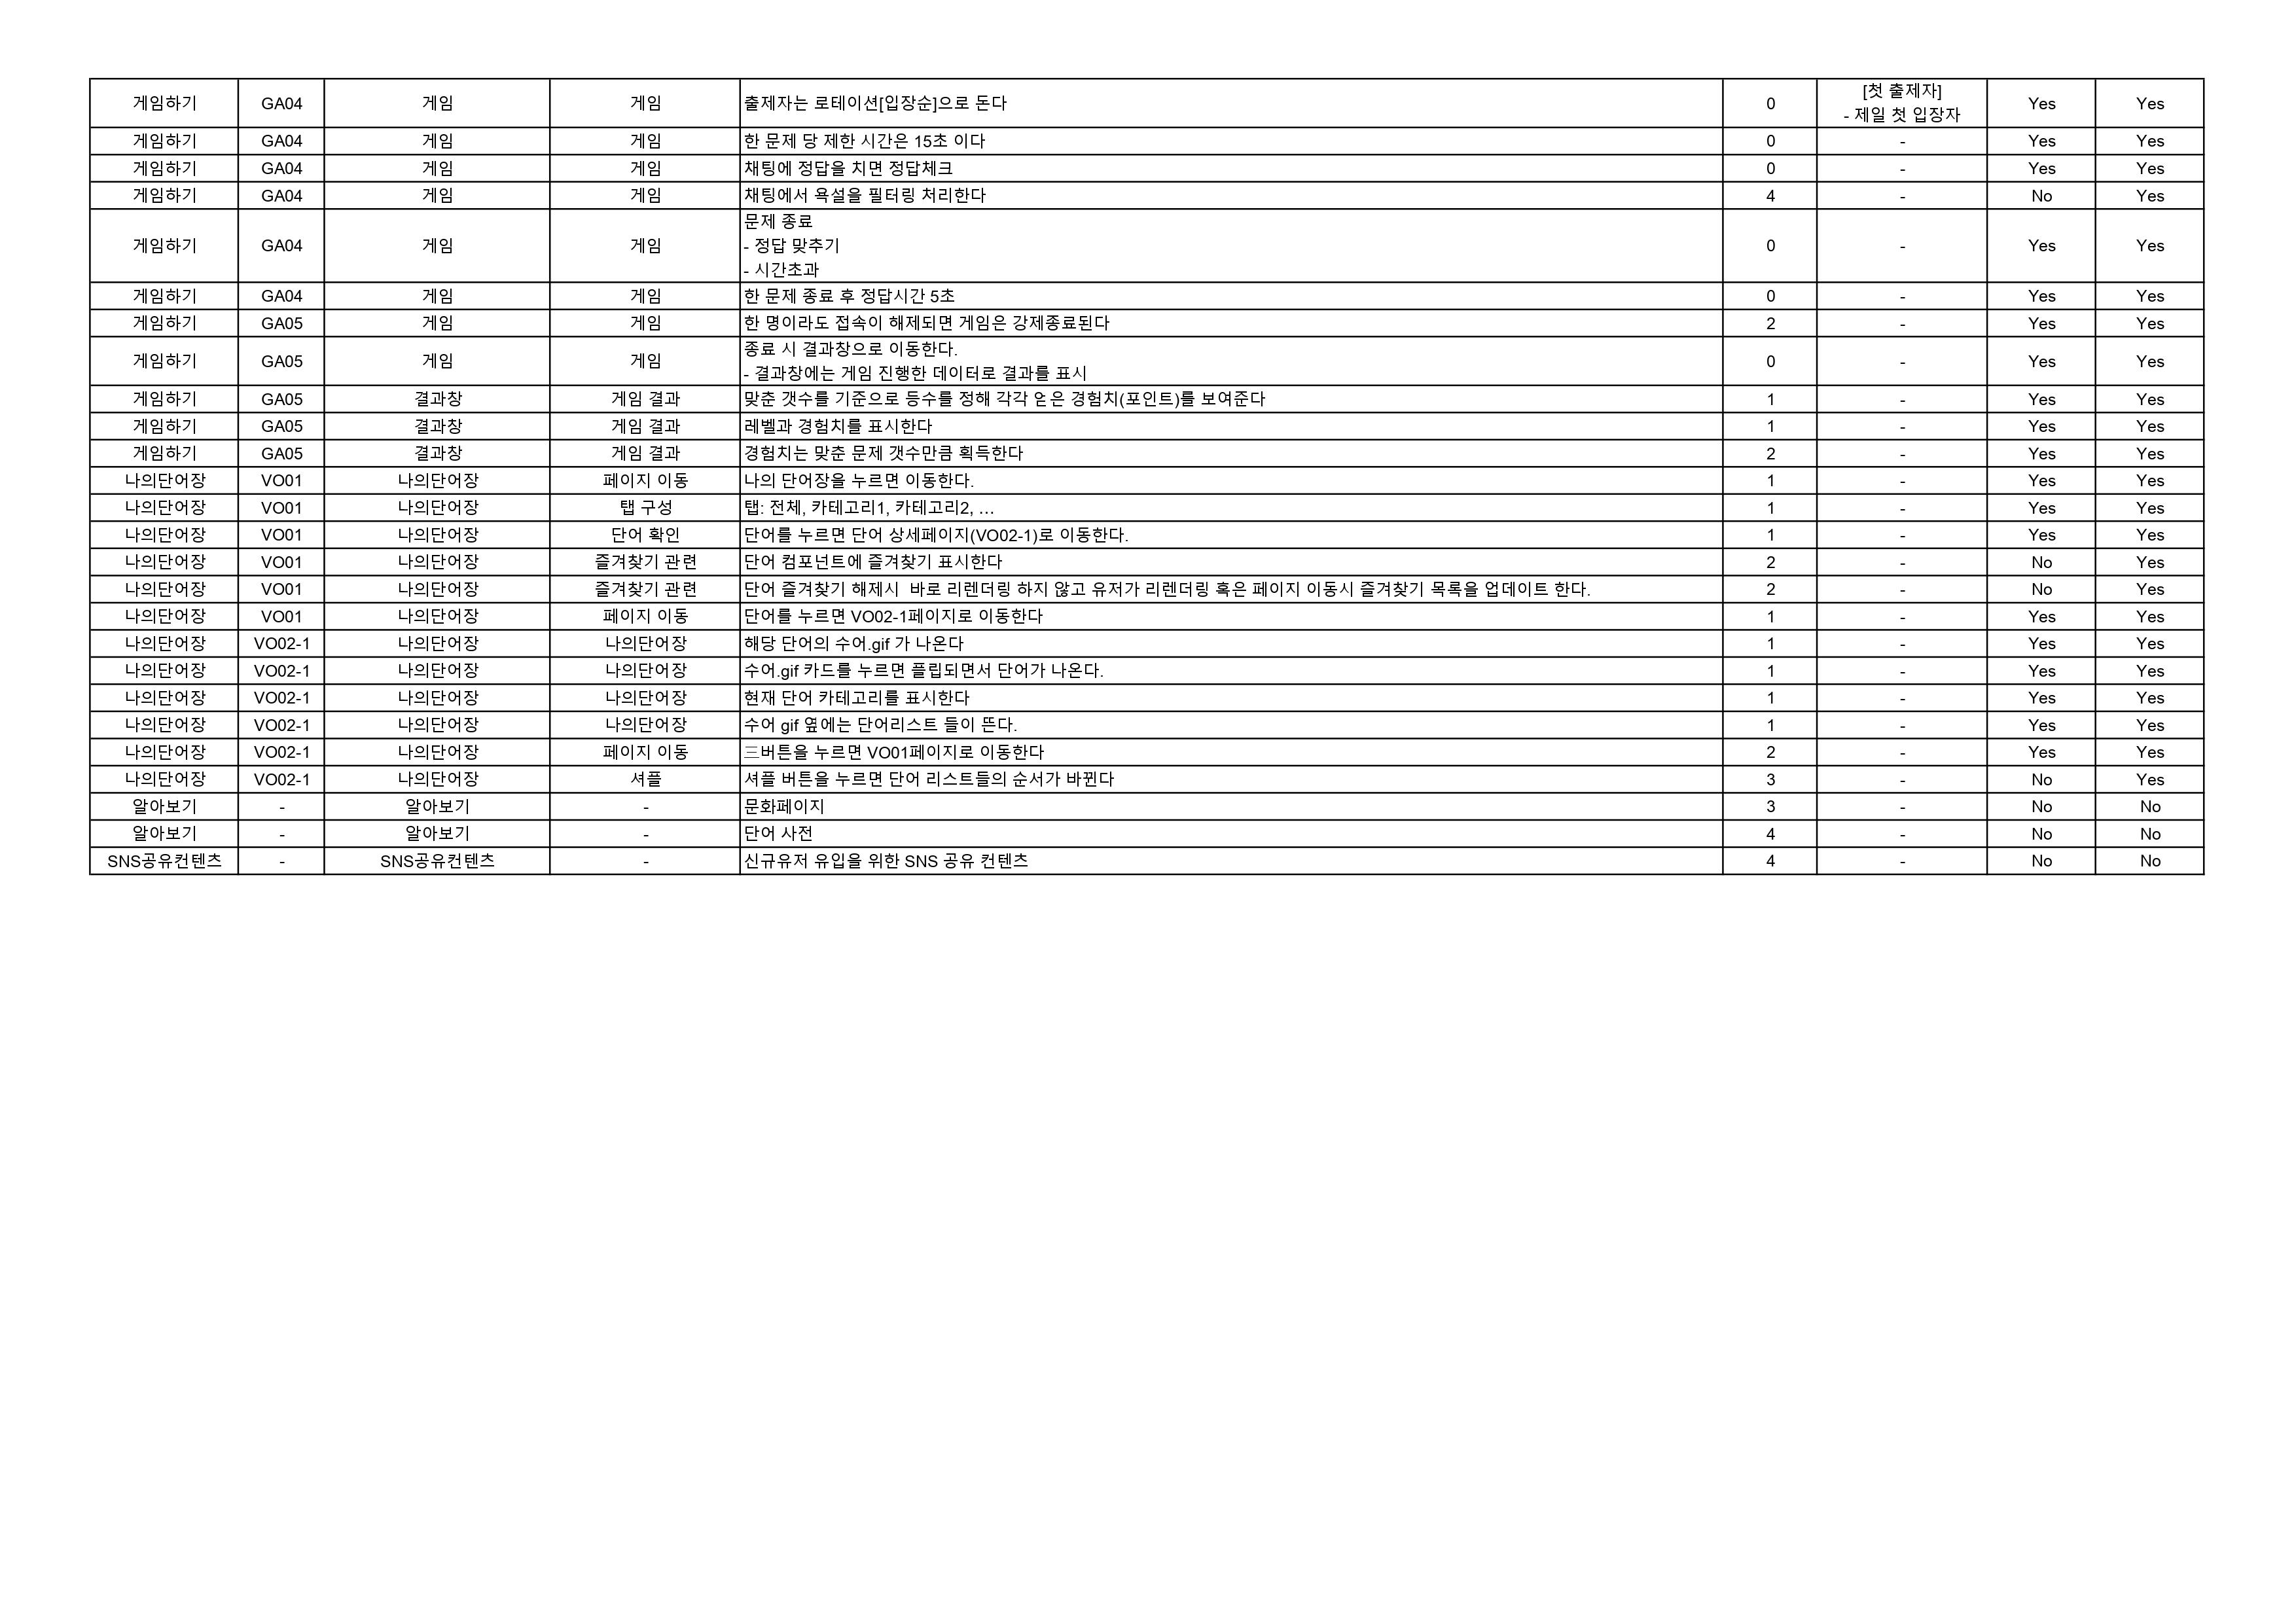 게임하기 GA04 게임 게임 출제자는 로테이션[입장순]으로 돈다 0 [첫 출제자] Yes Yes
- 제일 첫 입장자
게임하기 GA04 게임 게임 한 문제 당 제한 시간은 15초 이다 0 - Yes Yes
게임하기 GA04 게임 게임 채팅에 정답을 치면 정답체크 0 - Yes Yes
게임하기 GA04 게임 게임 채팅에서 욕설을 필터링 처리한다 4 - No Yes
게임하기 GA04 게임 게임 문제 종료
- 정답 맞추기 0 - Yes Yes
- 시간초과
게임하기 GA04 게임 게임 한 문제 종료 후 정답시간 5초 0 - Yes Yes
게임하기 GA05 게임 게임 한 명이라도 접속이 해제되면 게임은 강제종료된다 2 - Yes Yes
게임하기 GA05 게임 게임 종료 시 결과창으로 이동한다. 0 - Yes Yes
- 결과창에는 게임 진행한 데이터로 결과를 표시
게임하기 GA05 결과창 게임 결과 맞춘 갯수를 기준으로 등수를 정해 각각 얻은 경험치(포인트)를 보여준다 1 - Yes Yes
게임하기 GA05 결과창 게임 결과 레벨과 경험치를 표시한다 1 - Yes Yes
게임하기 GA05 결과창 게임 결과 경험치는 맞춘 문제 갯수만큼 획득한다 2 - Yes Yes
나의단어장 VO01 나의단어장 페이지 이동 나의 단어장을 누르면 이동한다. 1 - Yes Yes
나의단어장 VO01 나의단어장 탭 구성 탭: 전체, 카테고리1, 카테고리2, … 1 - Yes Yes
나의단어장 VO01 나의단어장 단어 확인 단어를 누르면 단어 상세페이지(VO02-1)로 이동한다. 1 - Yes Yes
나의단어장 VO01 나의단어장 즐겨찾기 관련 단어 컴포넌트에 즐겨찾기 표시한다 2 - No Yes
나의단어장 VO01 나의단어장 즐겨찾기 관련 단어 즐겨찾기 해제시  바로 리렌더링 하지 않고 유저가 리렌더링 혹은 페이지 이동시 즐겨찾기 목록을 업데이트 한다. 2 - No Yes
나의단어장 VO01 나의단어장 페이지 이동 단어를 누르면 VO02-1페이지로 이동한다 1 - Yes Yes
나의단어장 VO02-1 나의단어장 나의단어장 해당 단어의 수어.gif 가 나온다 1 - Yes Yes
나의단어장 VO02-1 나의단어장 나의단어장 수어.gif 카드를 누르면 플립되면서 단어가 나온다. 1 - Yes Yes
나의단어장 VO02-1 나의단어장 나의단어장 현재 단어 카테고리를 표시한다 1 - Yes Yes
나의단어장 VO02-1 나의단어장 나의단어장 수어 gif 옆에는 단어리스트 들이 뜬다. 1 - Yes Yes
나의단어장 VO02-1 나의단어장 페이지 이동 三버튼을 누르면 VO01페이지로 이동한다 2 - Yes Yes
나의단어장 VO02-1 나의단어장 셔플 셔플 버튼을 누르면 단어 리스트들의 순서가 바뀐다 3 - No Yes
알아보기 - 알아보기 - 문화페이지 3 - No No
알아보기 - 알아보기 - 단어 사전 4 - No No
SNS공유컨텐츠 - SNS공유컨텐츠 - 신규유저 유입을 위한 SNS 공유 컨텐츠 4 - No No